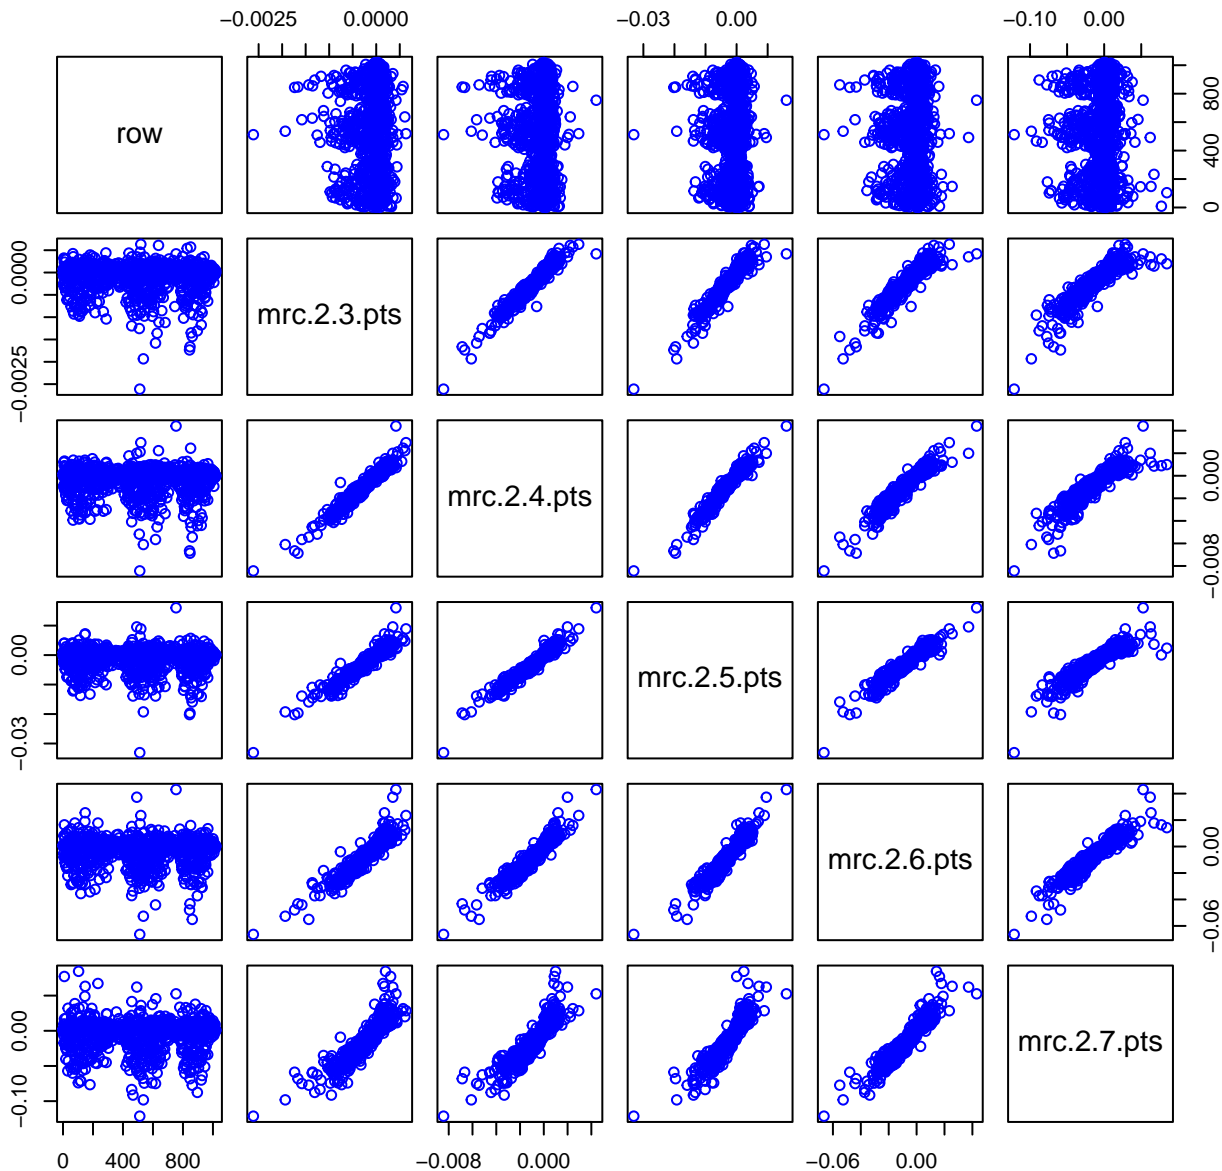 −0.0025 0.0000 −0.03 0.00 −0.10 0.00
row 0 400 800
−0.0025 0.0000 mrc.2.3.pts
mrc.2.4.pts −0.008 0.000
−0.03 0.00 mrc.2.5.pts
mrc.2.6.pts −0.06 0.00
−0.10 0.00 mrc.2.7.pts
0 400 800 −0.008 0.000 −0.06 0.00